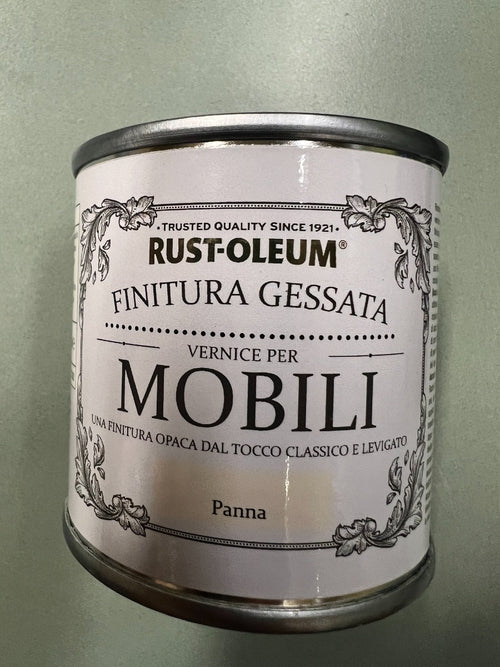 • TRUSTED QUALITY SINCE 1921 •
RUST-OLEUM®
FINITURA GESSATA
VERNICE PER
MOBILI
UNA FINITURA OPACA DAL TOCCO CLASSICO E LEVIGATO
Panna